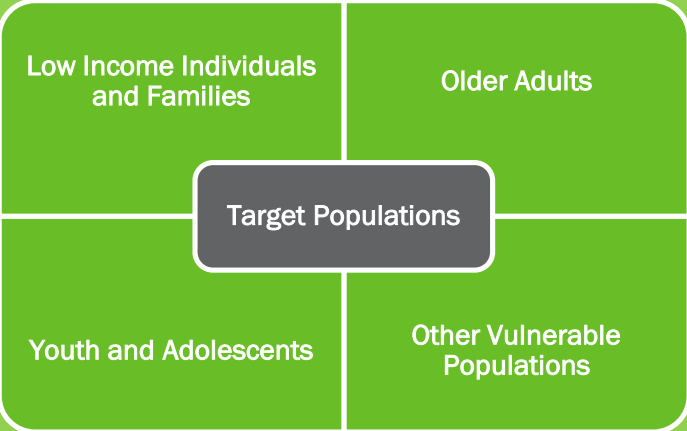 Low Income Individuals
and Families
Older Adults
Target Populations
Youth and Adolescents
Other Vulnerable
Populations